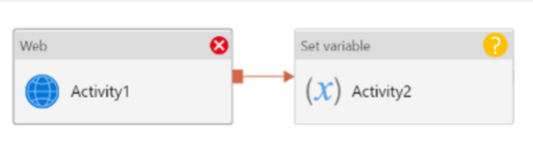 Web
Activity1
Set variable
?
(x) Activity2